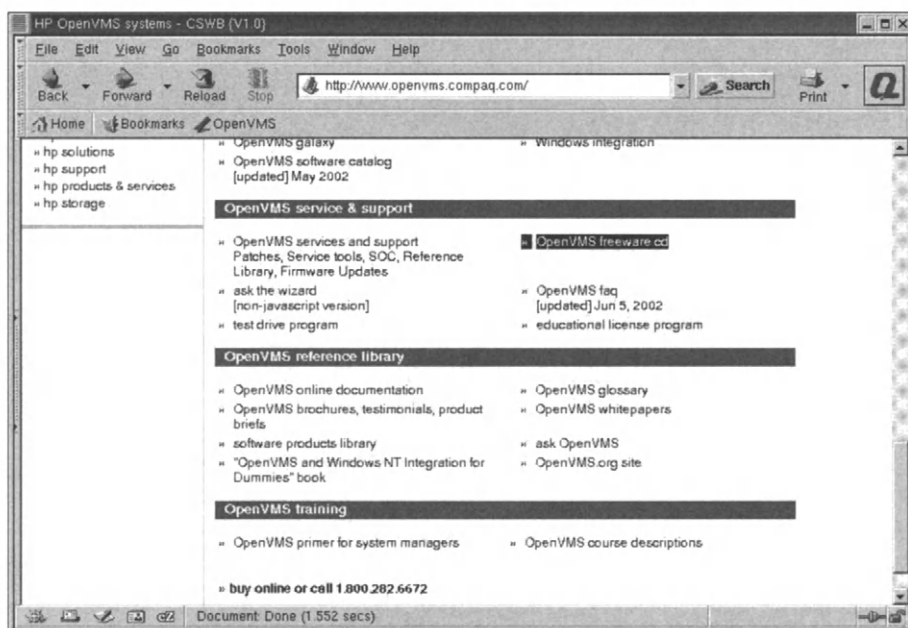 HP OpenVMS systems - CSWB (V1.0)
File Edit View Go Bookmarks Tools Window Help
Back Forward Reload Stop http://www.openvms.compaq.com/ Search Print
Home Bookmarks OpenVMS
» hp solutions
» hp support
» hp products & services
» hp storage
» OpenVMS galaxy
» Windows integration
» OpenVMS software catalog
[updated] May 2002
OpenVMS service & support
» OpenVMS services and support
Patches, Service tools, SOC, Reference
Library, Firmware Updates
» OpenVMS freeware cd
» ask the wizard
[non-javascript version]
» OpenVMS faq
[updated] Jun 5, 2002
» test drive program
» educational license program
OpenVMS reference library
» OpenVMS online documentation
» OpenVMS glossary
» OpenVMS brochures, testimonials, product
briefs
» OpenVMS whitepapers
» software products library
» ask OpenVMS
» "OpenVMS and Windows NT Integration for
Dummies" book
» OpenVMS.org site
OpenVMS training
» OpenVMS primer for system managers
» OpenVMS course descriptions
» buy online or call 1.800.282.6672
Document: Done (1.552 secs)